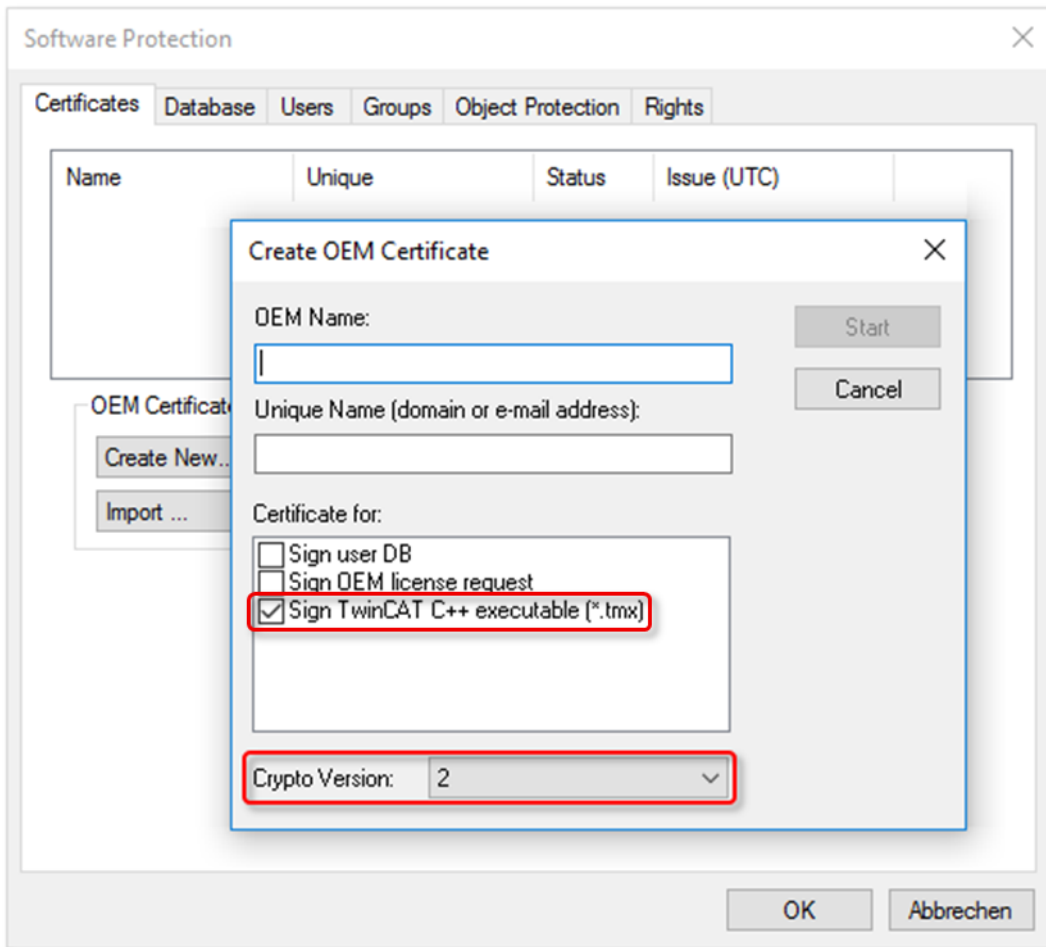 Software Protection
Certificates Database Users Groups Object Protection Rights
Name Unique Status Issue (UTC)
Create OEM Certificate
OEM Name:
Start
Cancel
Unique Name (domain or e-mail address):
OEM Certificate
Create New..
Import ...
Certificate for:
Sign user DB
Sign OEM license request
Sign TwinCAT C++ executable (*.tmx)
Crypto Version: 2
OK Abbrechen